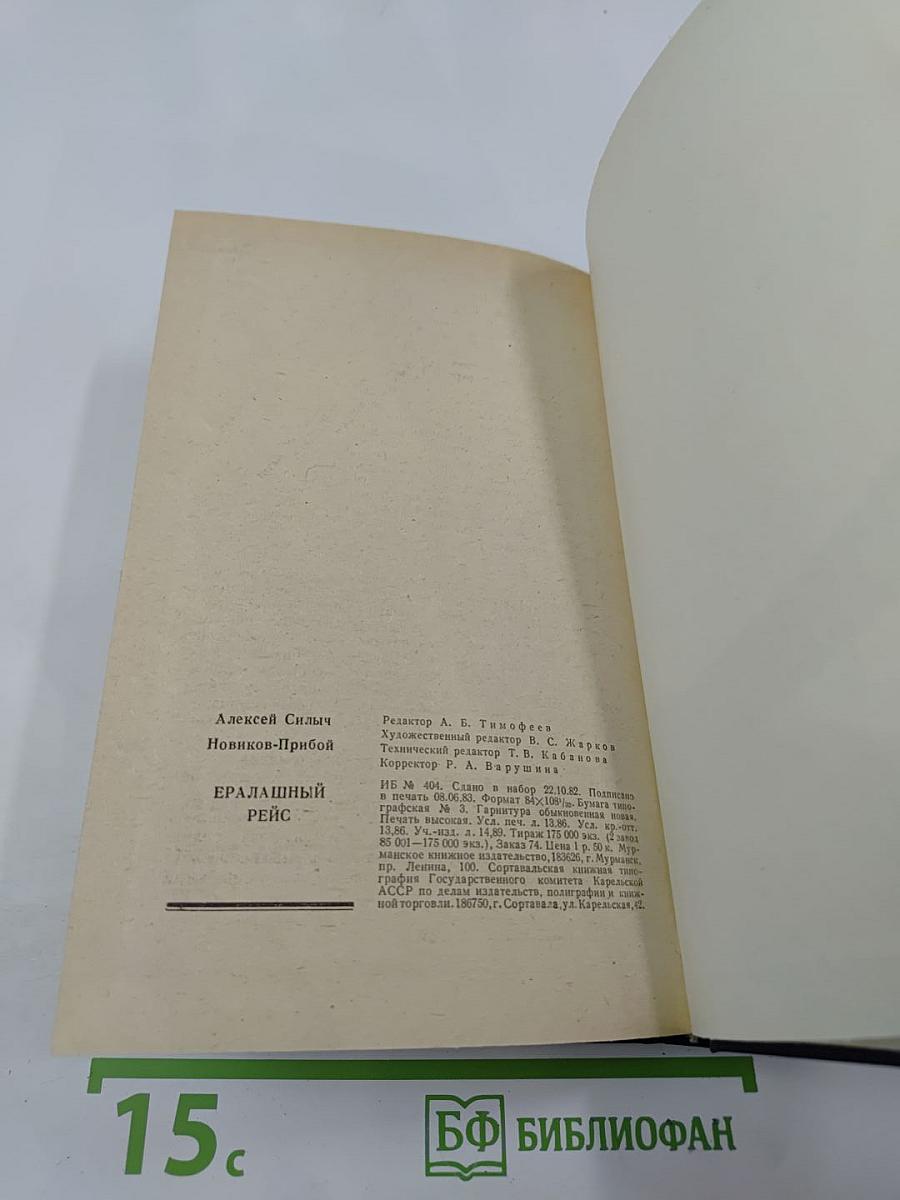 Алексей Силыч
Новиков-Прибой
ЕРАЛАШНЫЙ
РЕЙС
Редактор А. Б. Тимофеев
Художественный редактор В. С. Жарков
Технический редактор Т. В. Кабанова
Корректор Р. А. Варушина
ИБ № 404. Сдано в набор 22.10.82. Подписано
в печать 08.06.83. Формат 84×108¹/₃₂. Бумага типо-
графская № 3. Гарнитура обыкновенная новая.
Печать высокая. Усл. печ. л. 13,86. Усл. кр.-отт.
13,86. Уч.-изд. л. 14,89. Тираж 175 000 экз. (2 завод
85 001—175 000 экз.), Заказ 74. Цена 1 р. 50 к. Мур-
манское книжное издательство, 183626, г. Мурманск,
пр. Ленина, 100. Сортавальская книжная типо-
графия Государственного комитета Карельской
АССР по делам издательств, полиграфии и книж-
ной торговли. 186750, г. Сортавала, ул. Карельская, 42.
15 с
БФ БИБЛИОФАН